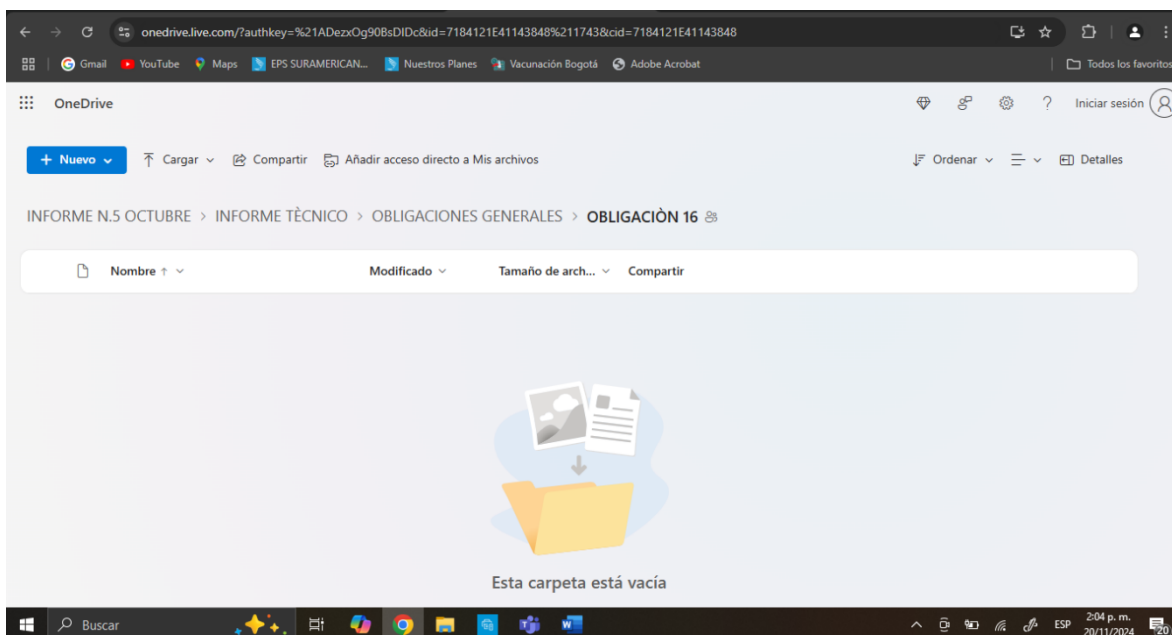 onedrive.live.com/?authkey=%21ADezxOg90BsDIDc&id=7184121E41143848%211743&cid=7184121E41143848
Gmail YouTube Maps EPS SURAMERICAN... Nuestros Planes Vacunación Bogotá Adobe Acrobat Todos los favoritos
OneDrive ? Iniciar sesión
+ Nuevo Cargar Compartir Añadir acceso directo a Mis archivos Ordenar Detalles
INFORME N.5 OCTUBRE > INFORME TÈCNICO > OBLIGACIONES GENERALES > OBLIGACIÒN 16
Nombre ↑ Modificado Tamaño de arch... Compartir
Esta carpeta está vacía
Buscar ESP 2:04 p. m.
20/11/2024